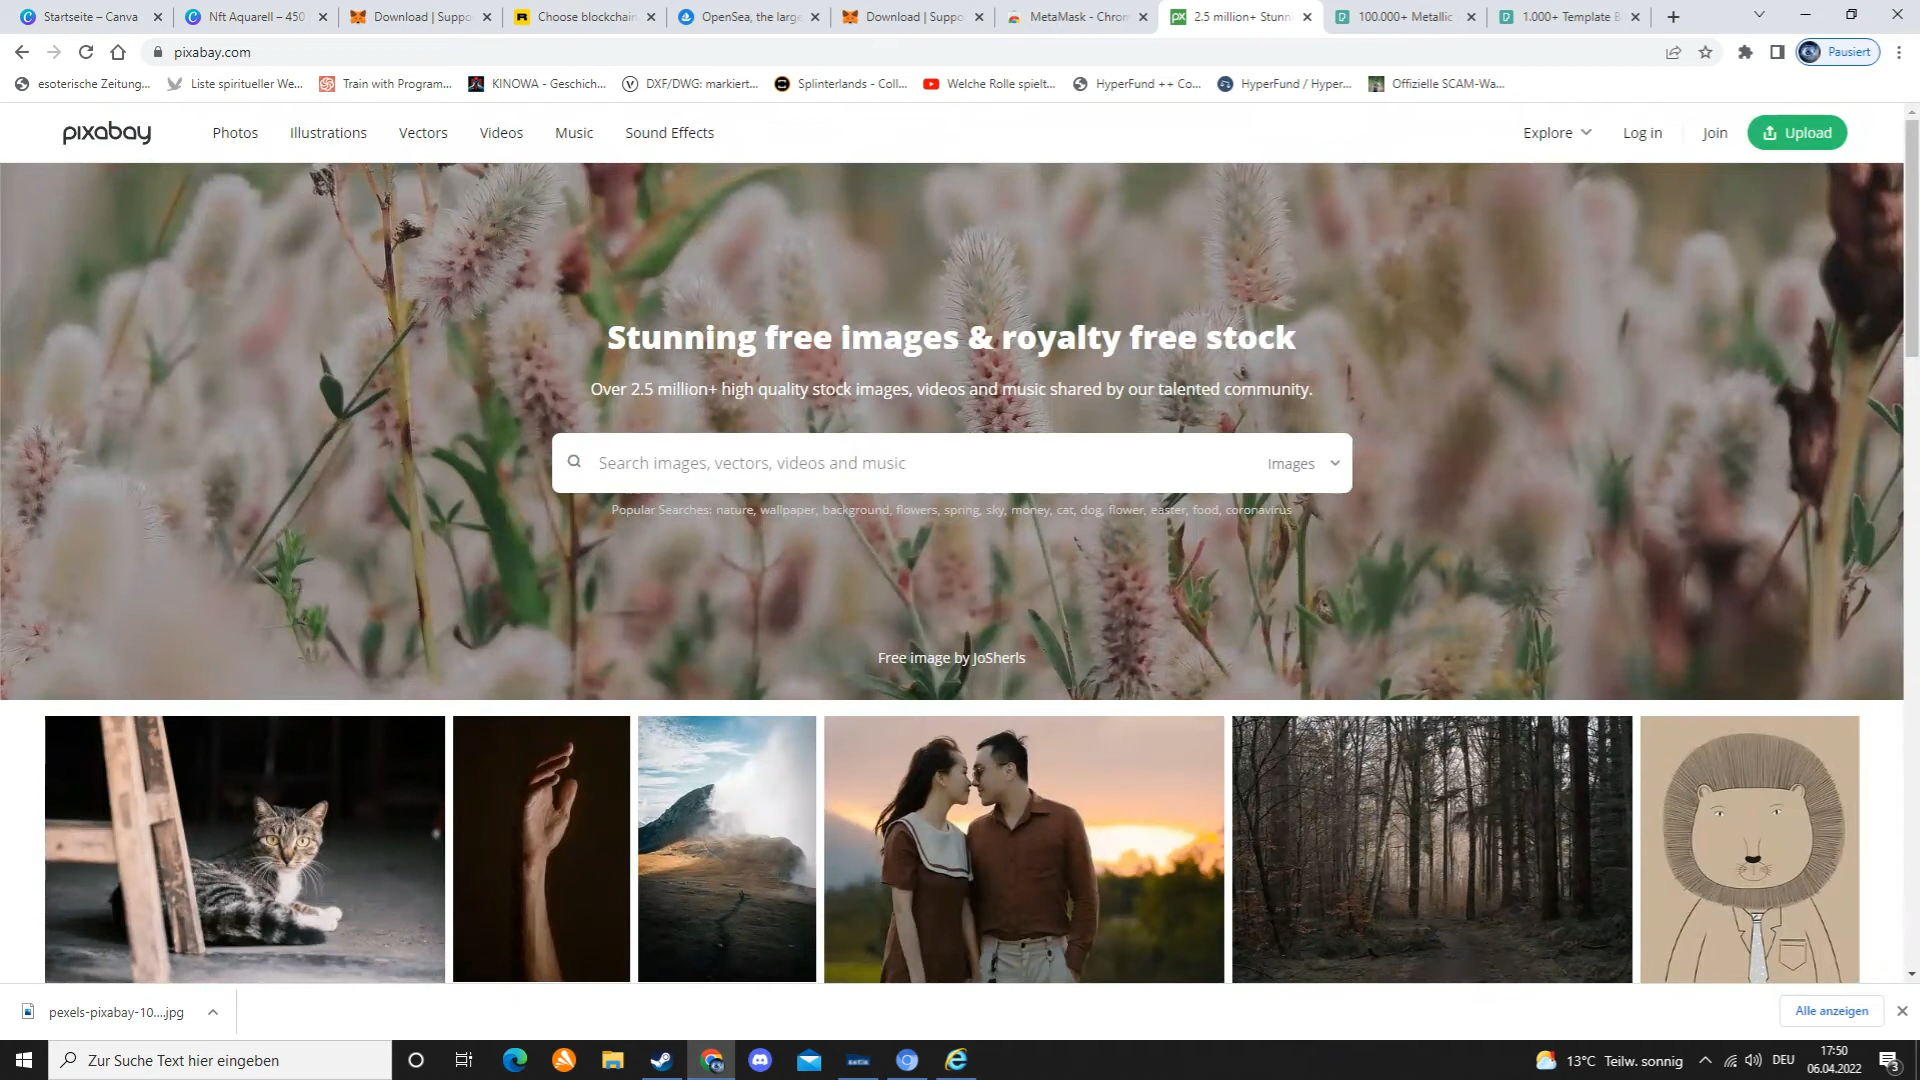 Startseite – Canva
Nft Aquarell – 450
Download | Suppo
Choose blockchain
OpenSea, the large
Download | Suppo
MetaMask - Chrom
2.5 million+ Stunni
100.000+ Metallic
1.000+ Template B
pixabay.com
Pausiert
esoterische Zeitung...
Liste spiritueller We...
Train with Program...
KINOWA - Geschich...
DXF/DWG: markiert...
Splinterlands - Coll...
Welche Rolle spielt...
HyperFund ++ Co...
HyperFund / Hyper...
Offizielle SCAM-Wa...
pixabay
Photos
Illustrations
Vectors
Videos
Music
Sound Effects
Explore
Log in
Join
Upload
Stunning free images & royalty free stock
Over 2.5 million+ high quality stock images, videos and music shared by our talented community.
Search images, vectors, videos and music
Images
Popular Searches: nature, wallpaper, background, flowers, spring, sky, money, cat, dog, flower, easter, food, coronavirus
Free image by JoSherls
pexels-pixabay-10....jpg
Alle anzeigen
Zur Suche Text hier eingeben
13°C Teilw. sonnig
DEU
17:50
06.04.2022
3